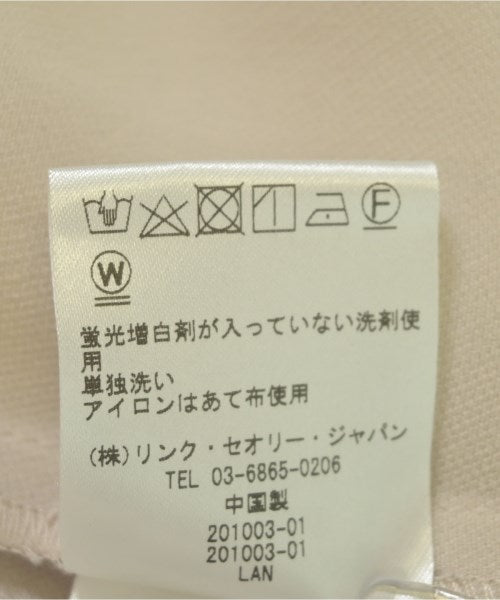 F
W
蛍光増白剤が入っていない洗剤使
用
単独洗い
アイロンはあて布使用
(株)リンク・セオリー・ジャパン
TEL 03-6865-0206
中国製
201003-01
201003-01
LAN